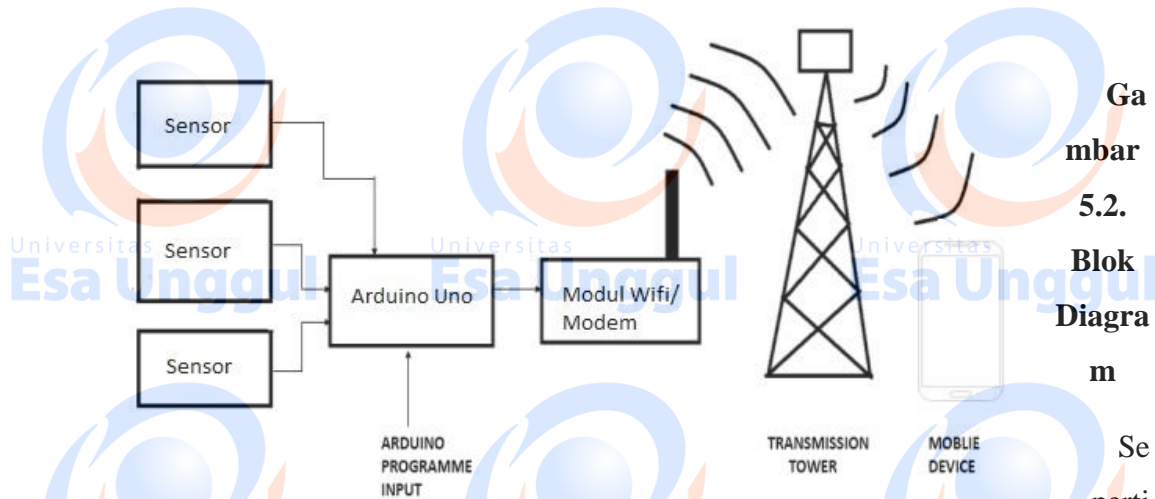 Sensor
Sensor
Sensor
Arduino Uno
Modul Wifi/
Modem
ARDUINO
PROGRAMME
INPUT
TRANSMISSION
TOWER
MOBLIE
DEVICE
Universitas
Esa Unggul
Universitas
Esa Unggul
Universitas
Esa Unggul
Ga
mbar
5.2.
Blok
Diagra
m
Se
perti